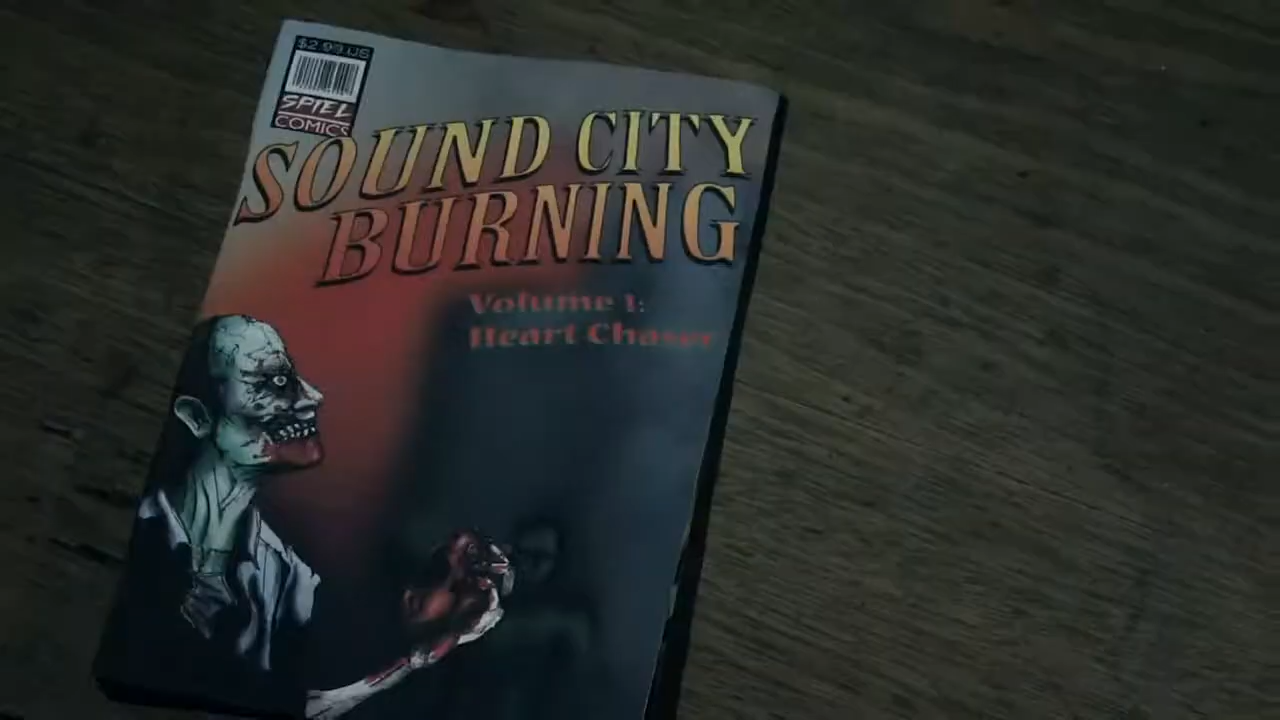 $2.99 US
SPIEL
COMICS
SOUND CITY
BURNING
Volume 1:
Heart Chaser